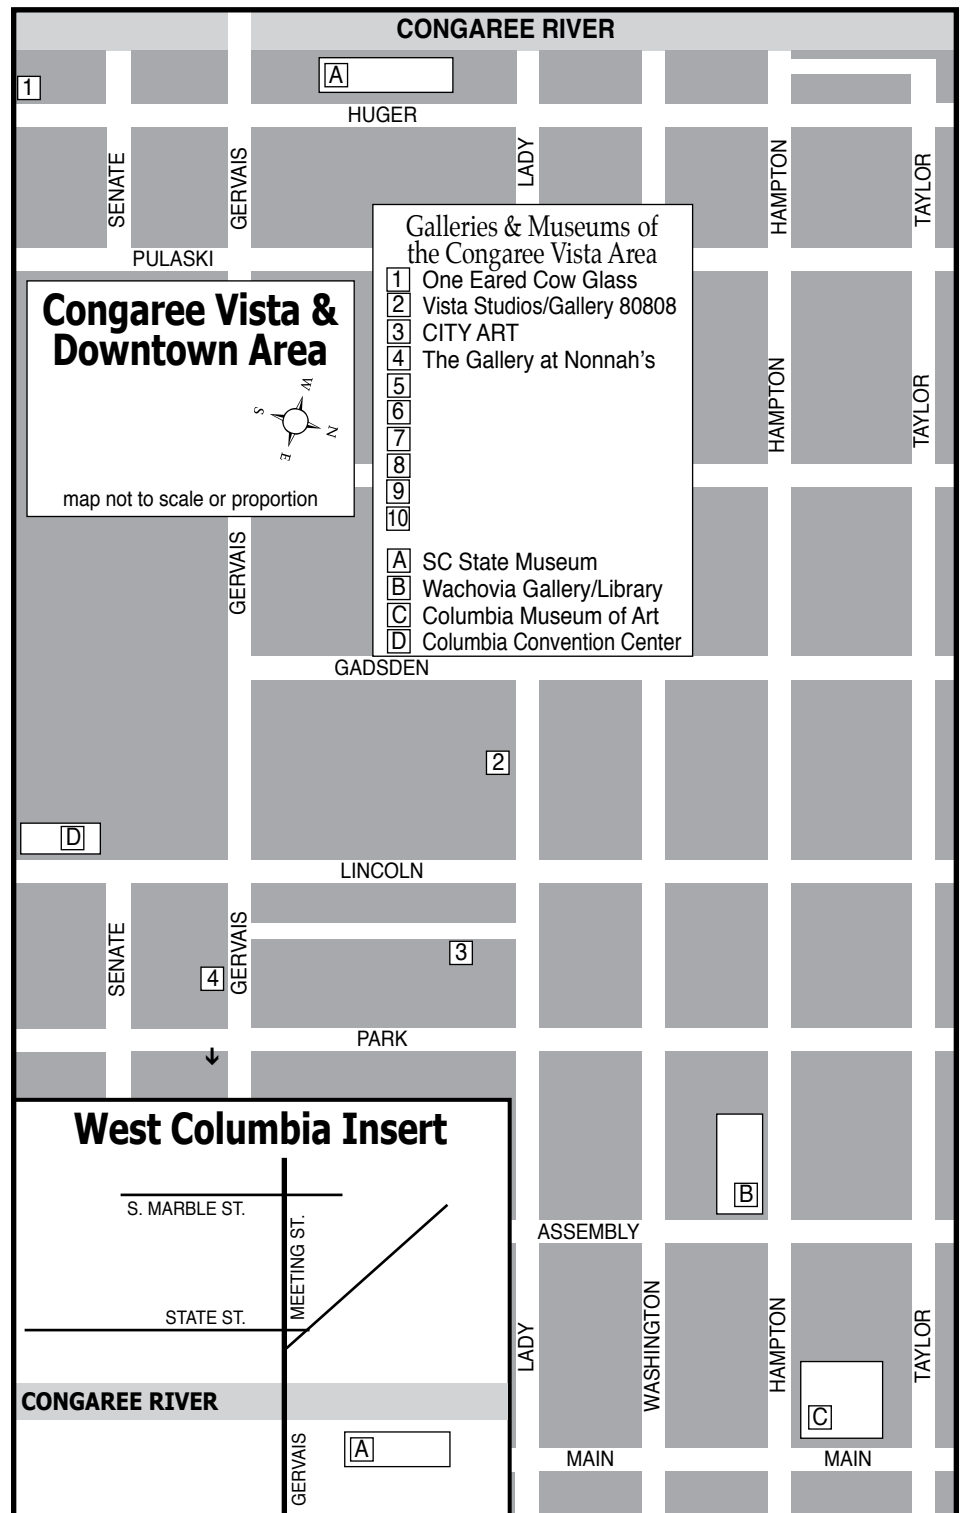 CONGAREE RIVER
1
A
HUGER
SENATE
GERVAIS
LADY
HAMPTON
TAYLOR
PULASKI
Galleries & Museums of
the Congaree Vista Area
1 One Eared Cow Glass
2 Vista Studios/Gallery 80808
3 CITY ART
4 The Gallery at Nonnah's
5
6
7
8
9
10
A SC State Museum
B Wachovia Gallery/Library
C Columbia Museum of Art
D Columbia Convention Center
Congaree Vista &
Downtown Area
W
S
N
E
map not to scale or proportion
HAMPTON
TAYLOR
GERVAIS
GADSDEN
2
D
LINCOLN
SENATE
4
GERVAIS
3
PARK
West Columbia Insert
S. MARBLE ST.
MEETING ST.
STATE ST.
CONGAREE RIVER
GERVAIS
A
B
ASSEMBLY
LADY
WASHINGTON
HAMPTON
TAYLOR
C
MAIN
MAIN